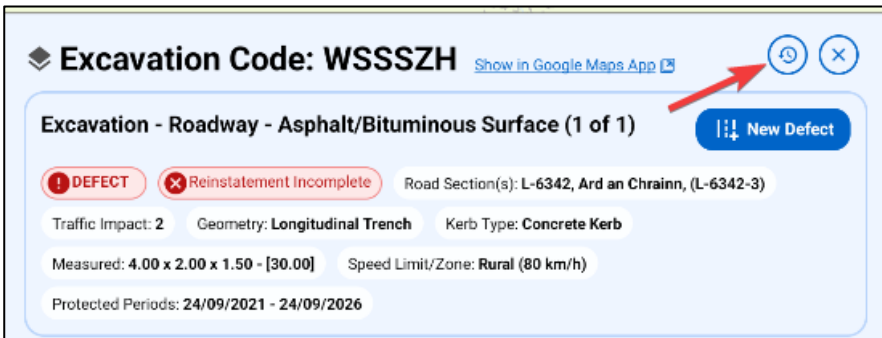 Excavation Code: WSSSZH Show in Google Maps App
Excavation - Roadway - Asphalt/Bituminous Surface (1 of 1) New Defect
DEFECT Reinstatement Incomplete Road Section(s): L-6342, Ard an Chrainn, (L-6342-3)
Traffic Impact: 2 Geometry: Longitudinal Trench Kerb Type: Concrete Kerb
Measured: 4.00 x 2.00 x 1.50 - [30.00] Speed Limit/Zone: Rural (80 km/h)
Protected Periods: 24/09/2021 - 24/09/2026